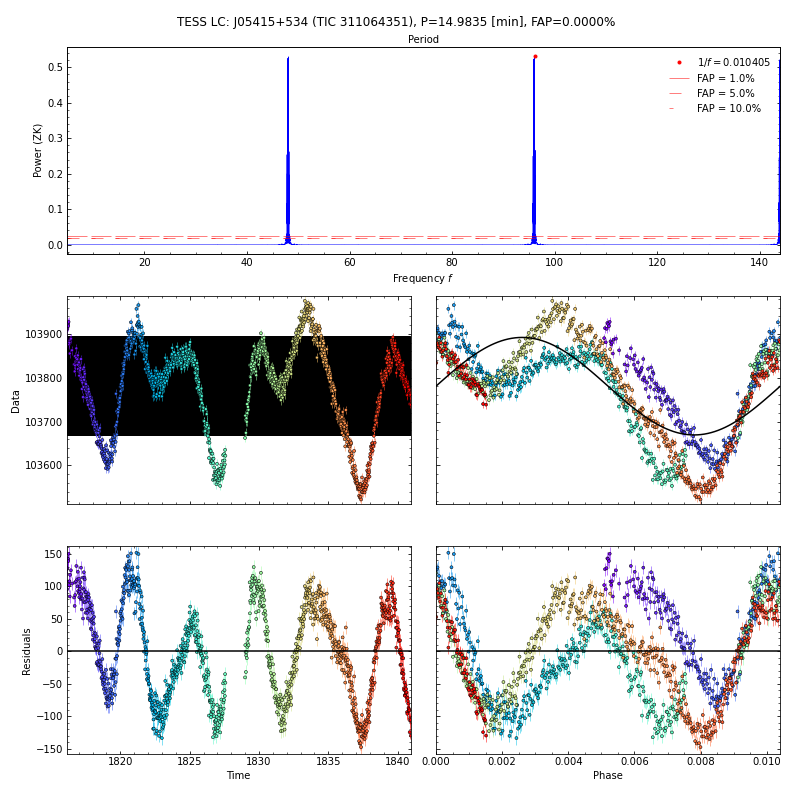 TESS LC: J05415+534 (TIC 311064351), P=14.9835 [min], FAP=0.0000%
Period
Power (ZK)
0.5
0.4
0.3
0.2
0.1
0.0
1/f = 0.010405
FAP = 1.0%
FAP = 5.0%
FAP = 10.0%
20 40 60 80 100 120 140
Frequency f
Data
103900
103800
103700
103600
Residuals
150
100
50
0
−50
−100
−150
1820 1825 1830 1835 1840
Time
0.000 0.002 0.004 0.006 0.008 0.010
Phase